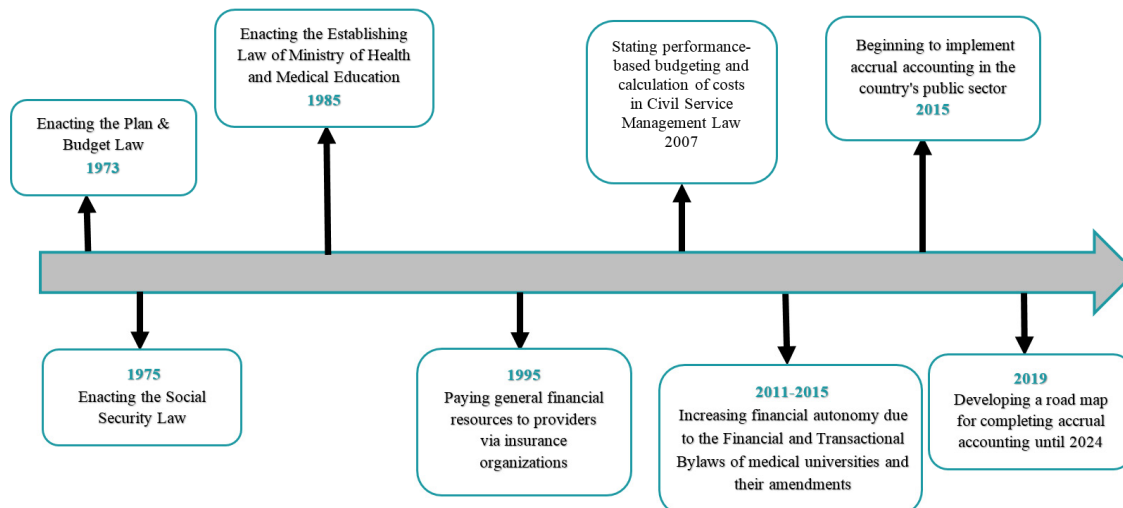 Enacting the Plan &
Budget Law
1973
1975
Enacting the Social
Security Law
Enacting the Establishing
Law of Ministry of Health
and Medical Education
1985
1995
Paying general financial
resources to providers
via insurance
organizations
Stating performance-
based budgeting and
calculation of costs
in Civil Service
Management Law
2007
2011-2015
Increasing financial autonomy due
to the Financial and Transactional
Bylaws of medical universities and
their amendments
Beginning to implement
accrual accounting in the
country's public sector
2015
2019
Developing a road map
for completing accrual
accounting until 2024